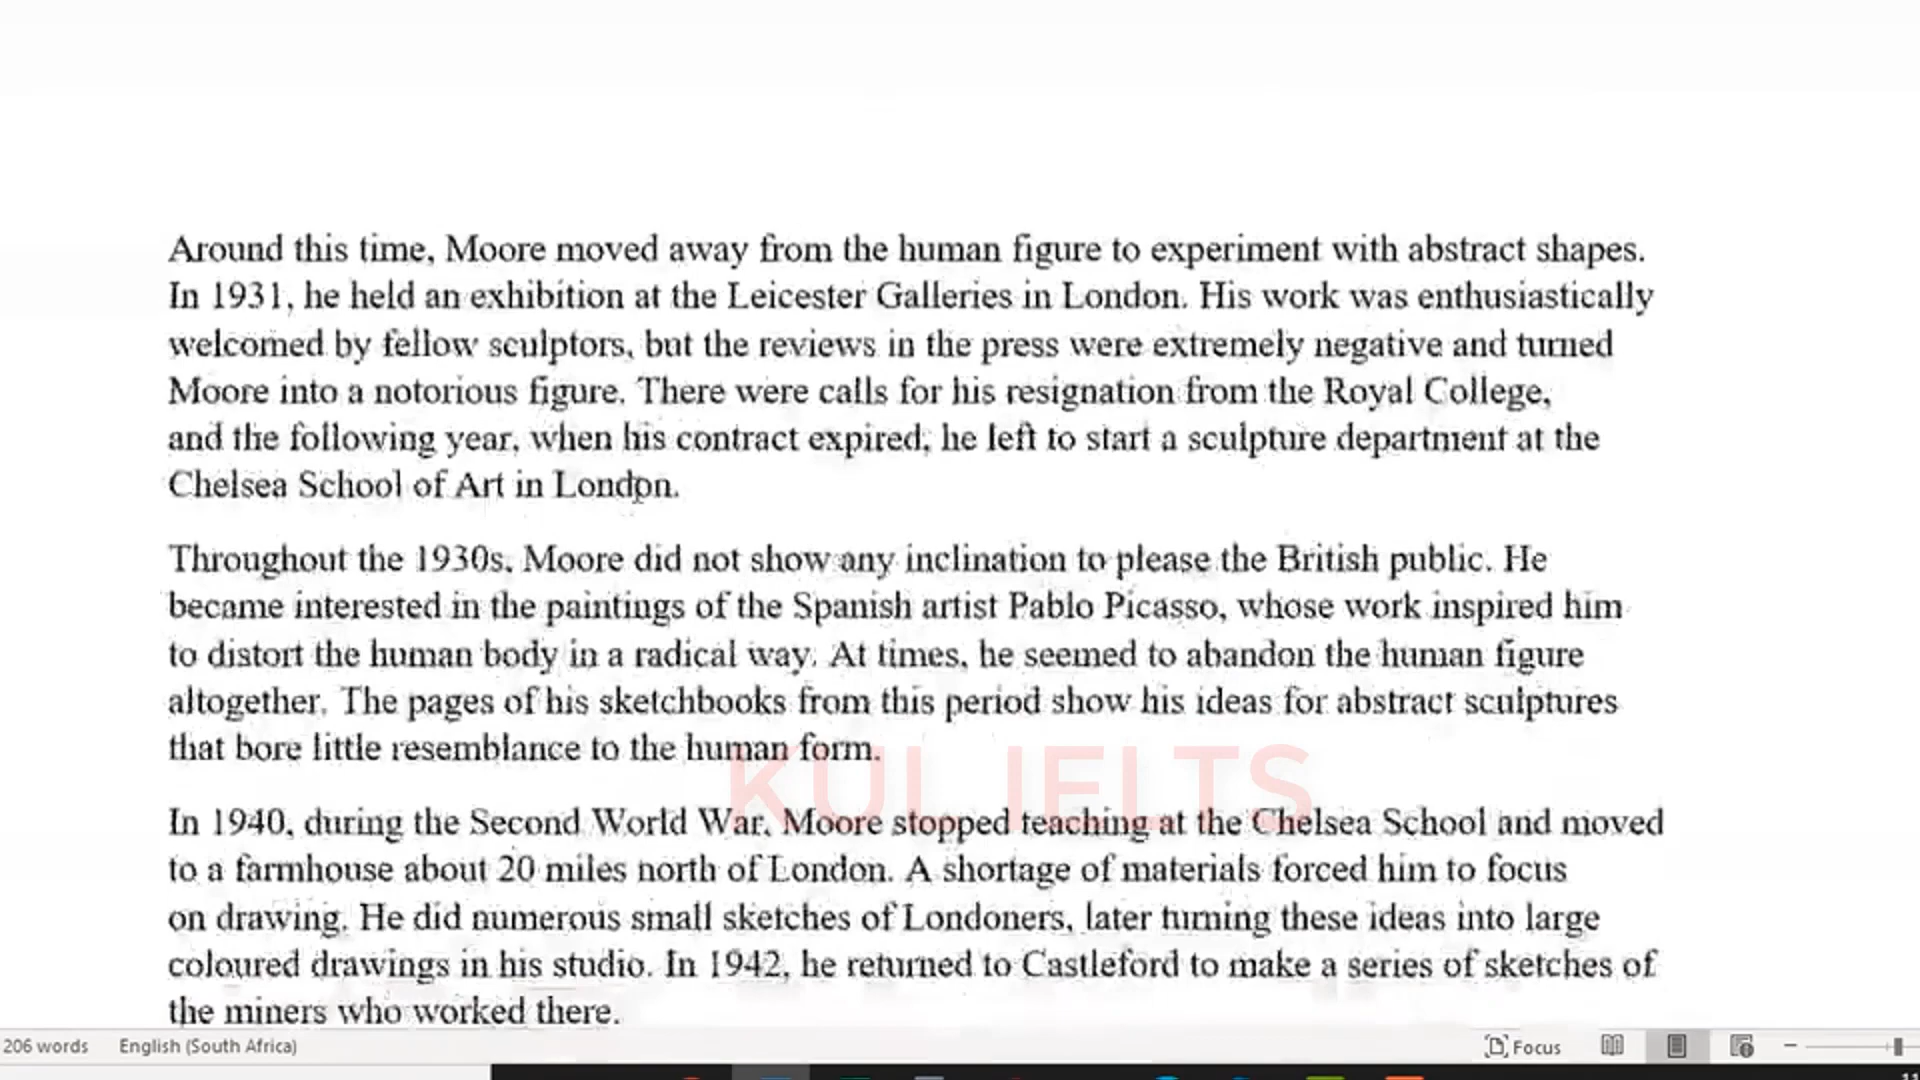 Around this time, Moore moved away from the human figure to experiment with abstract shapes.
In 1931, he held an exhibition at the Leicester Galleries in London. His work was enthusiastically
welcomed by fellow sculptors, but the reviews in the press were extremely negative and turned
Moore into a notorious figure. There were calls for his resignation from the Royal College,
and the following year, when his contract expired, he left to start a sculpture department at the
Chelsea School of Art in London.
Throughout the 1930s, Moore did not show any inclination to please the British public. He
became interested in the paintings of the Spanish artist Pablo Picasso, whose work inspired him
to distort the human body in a radical way. At times, he seemed to abandon the human figure
altogether. The pages of his sketchbooks from this period show his ideas for abstract sculptures
that bore little resemblance to the human form.
KUL IELTS
In 1940, during the Second World War, Moore stopped teaching at the Chelsea School and moved
to a farmhouse about 20 miles north of London. A shortage of materials forced him to focus
on drawing. He did numerous small sketches of Londoners, later turning these ideas into large
coloured drawings in his studio. In 1942, he returned to Castleford to make a series of sketches of
the miners who worked there.
206 words English (South Africa) Focus